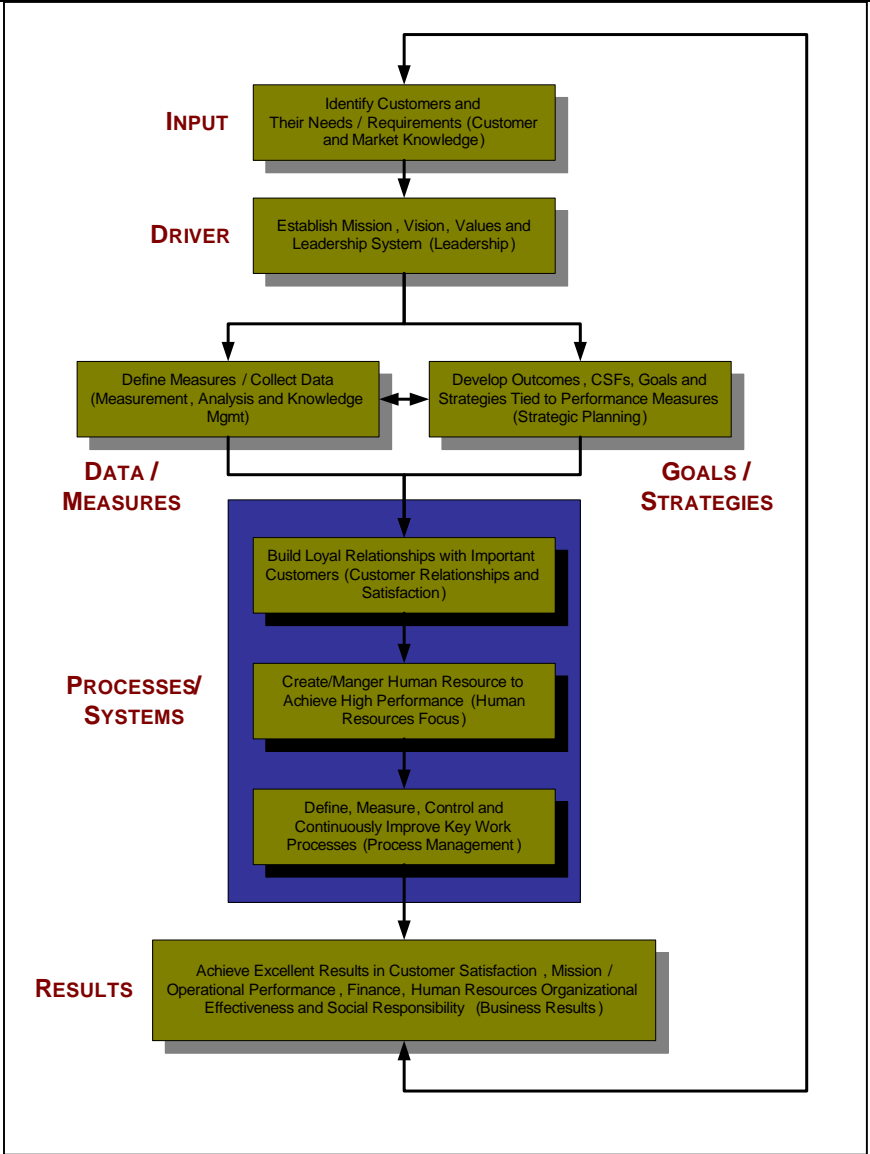 INPUT
Identify Customers and
Their Needs / Requirements (Customer
and Market Knowledge)
DRIVER
Establish Mission , Vision, Values and
Leadership System (Leadership)
Define Measures / Collect Data
(Measurement, Analysis and Knowledge
Mgmt)
Develop Outcomes , CSFs, Goals and
Strategies Tied to Performance Measures
(Strategic Planning)
DATA /
MEASURES
GOALS /
STRATEGIES
Build Loyal Relationships with Important
Customers (Customer Relationships and
Satisfaction)
PROCESSES/
SYSTEMS
Create/Manger Human Resource to
Achieve High Performance (Human
Resources Focus)
Define, Measure, Control and
Continuously Improve Key Work
Processes (Process Management)
RESULTS
Achieve Excellent Results in Customer Satisfaction , Mission /
Operational Performance , Finance, Human Resources Organizational
Effectiveness and Social Responsibility (Business Results)